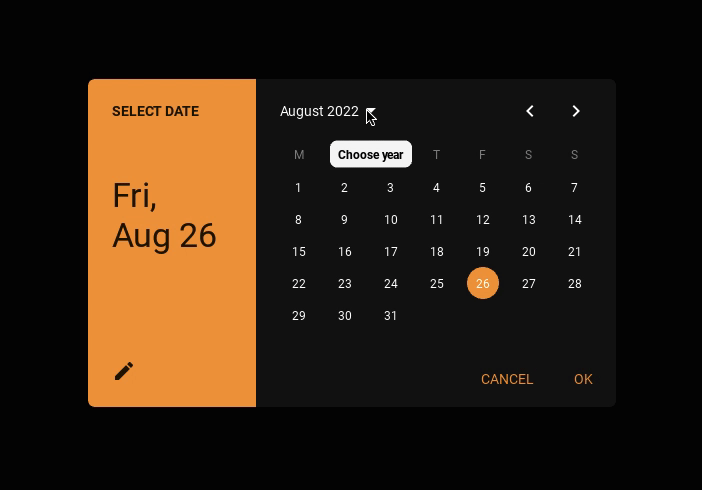 SELECT DATE
Fri,
Aug 26
August 2022
Choose year
M T F S S
1 2 3 4 5 6 7
8 9 10 11 12 13 14
15 16 17 18 19 20 21
22 23 24 25 26 27 28
29 30 31
CANCEL OK